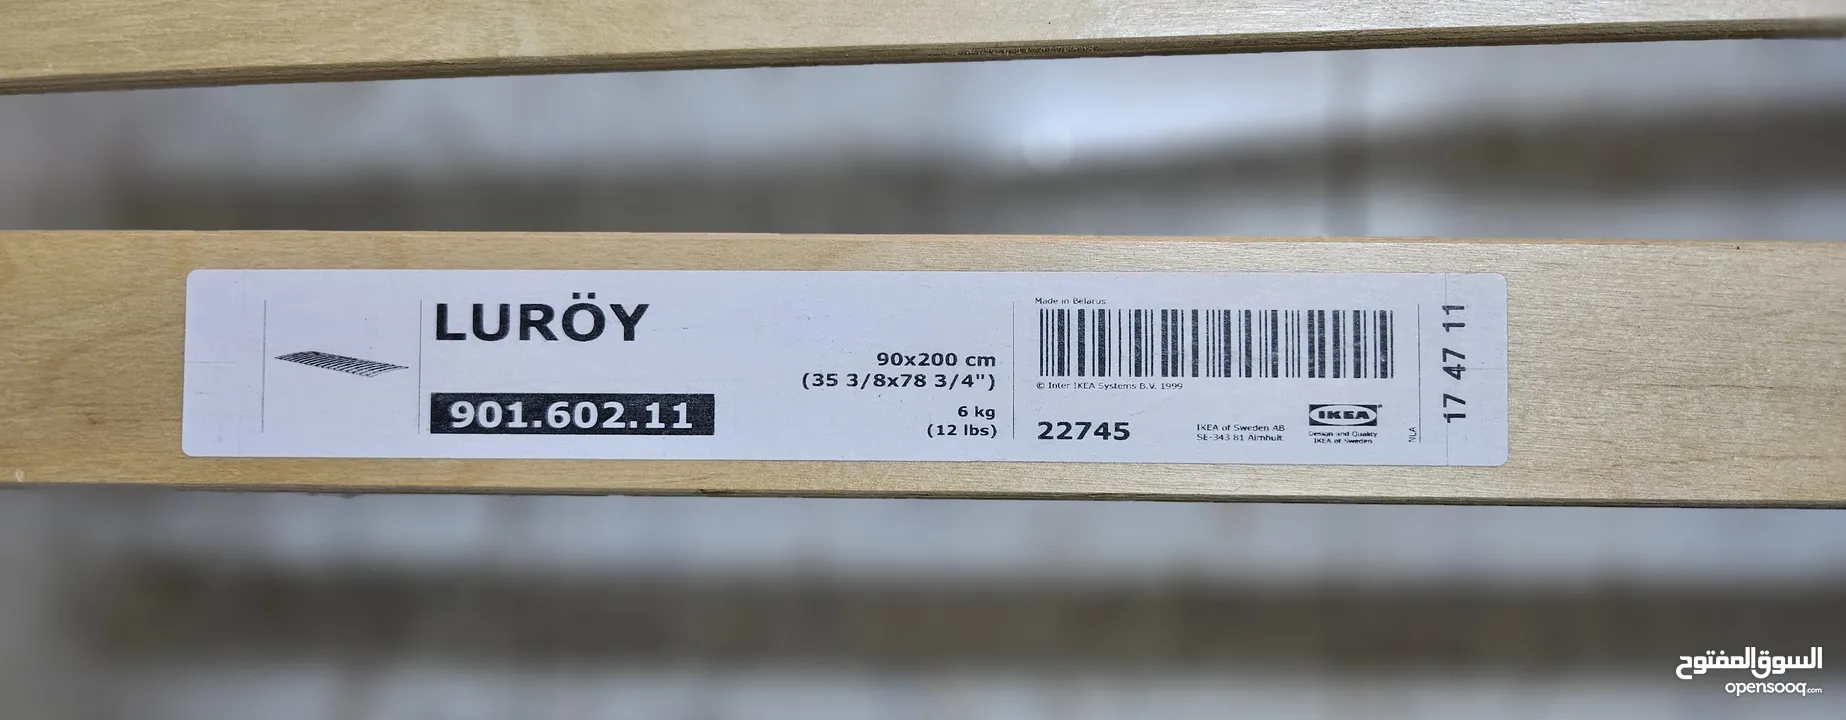 LURÖY
901.602.11
90x200 cm
(35 3/8x78 3/4")
6 kg
(12 lbs)
Made in Belarus
© Inter IKEA Systems B.V. 1999
22745
IKEA of Sweden AB
SE-343 81 Älmhult
IKEA®
Design and Quality
IKEA of Sweden
NLA
17 47 11
السوق المفتوح
opensooq.com